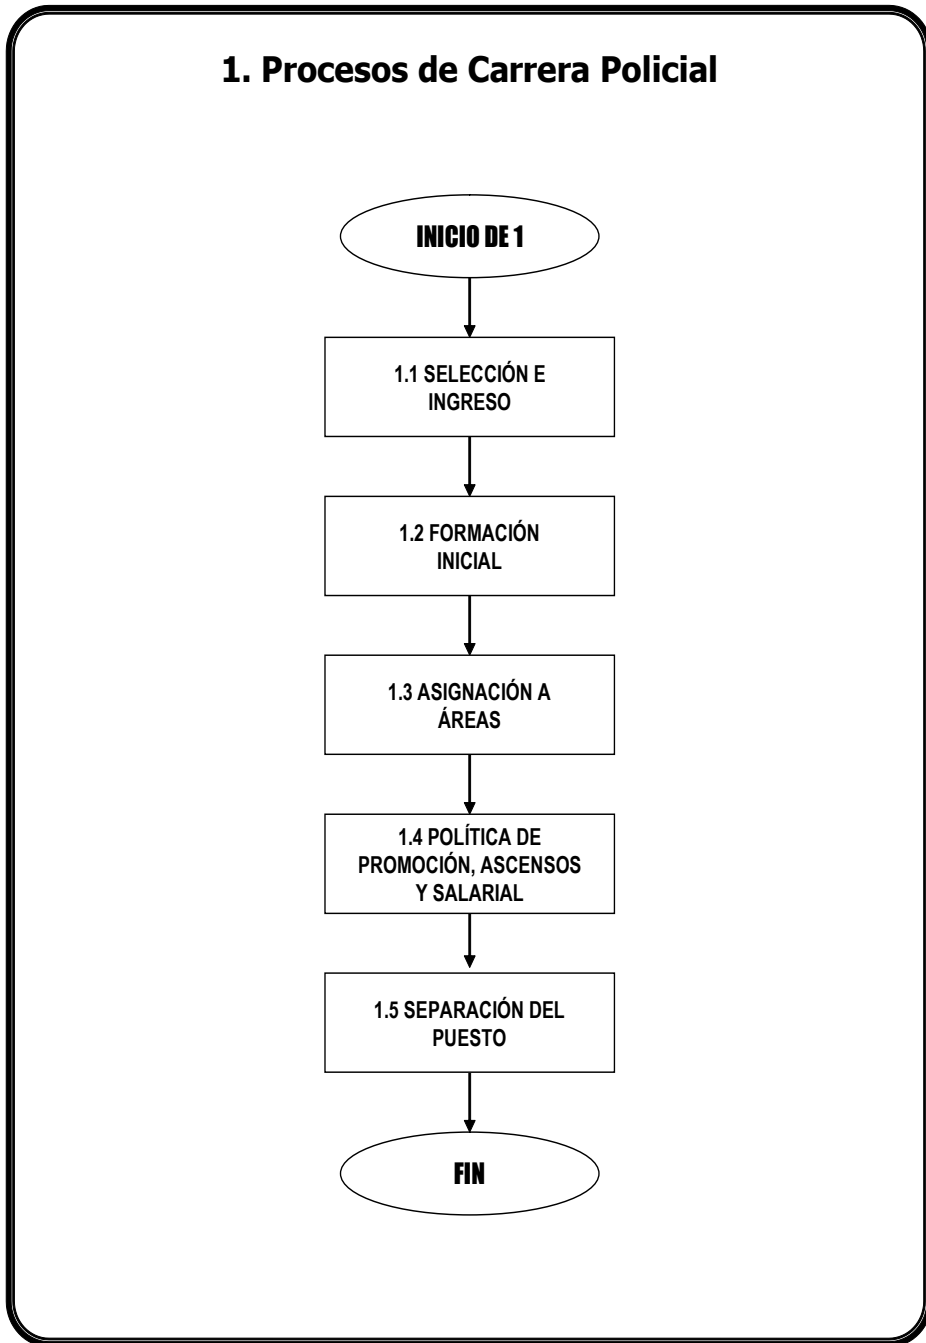 1. Procesos de Carrera Policial
INICIO DE 1
1.1 SELECCIÓN E
INGRESO
1.2 FORMACIÓN
INICIAL
1.3 ASIGNACIÓN A
ÁREAS
1.4 POLÍTICA DE
PROMOCIÓN, ASCENSOS
Y SALARIAL
1.5 SEPARACIÓN DEL
PUESTO
FIN